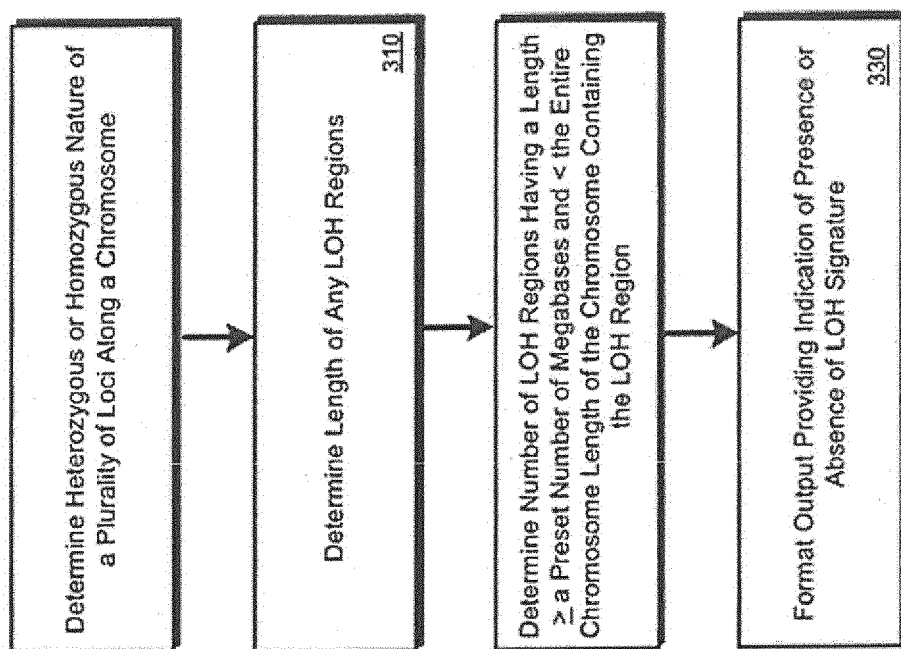 Determine Heterozygous or Homozygous Nature of
a Plurality of Loci Along a Chromosome
Determine Length of Any LOH Regions
310
Determine Number of LOH Regions Having a Length
≥ a Preset Number of Megabases and < the Entire
Chromosome Length of the Chromosome Containing
the LOH Region
Format Output Providing Indication of Presence or
Absence of LOH Signature
330